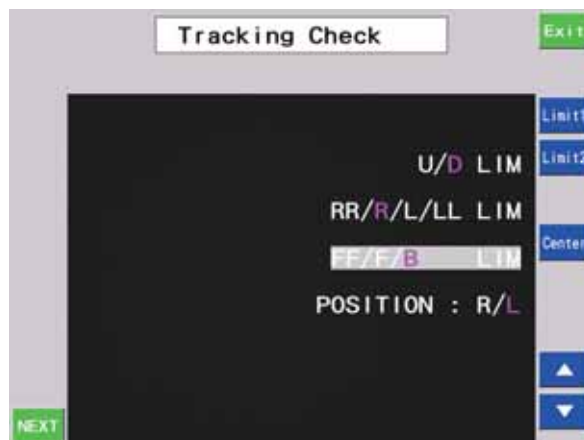 Tracking Check
Exit
Limit1
Limit2
U/D LIM
RR/R/L/LL LIM
FF/F/B LIM
Center
POSITION : R/L
NEXT